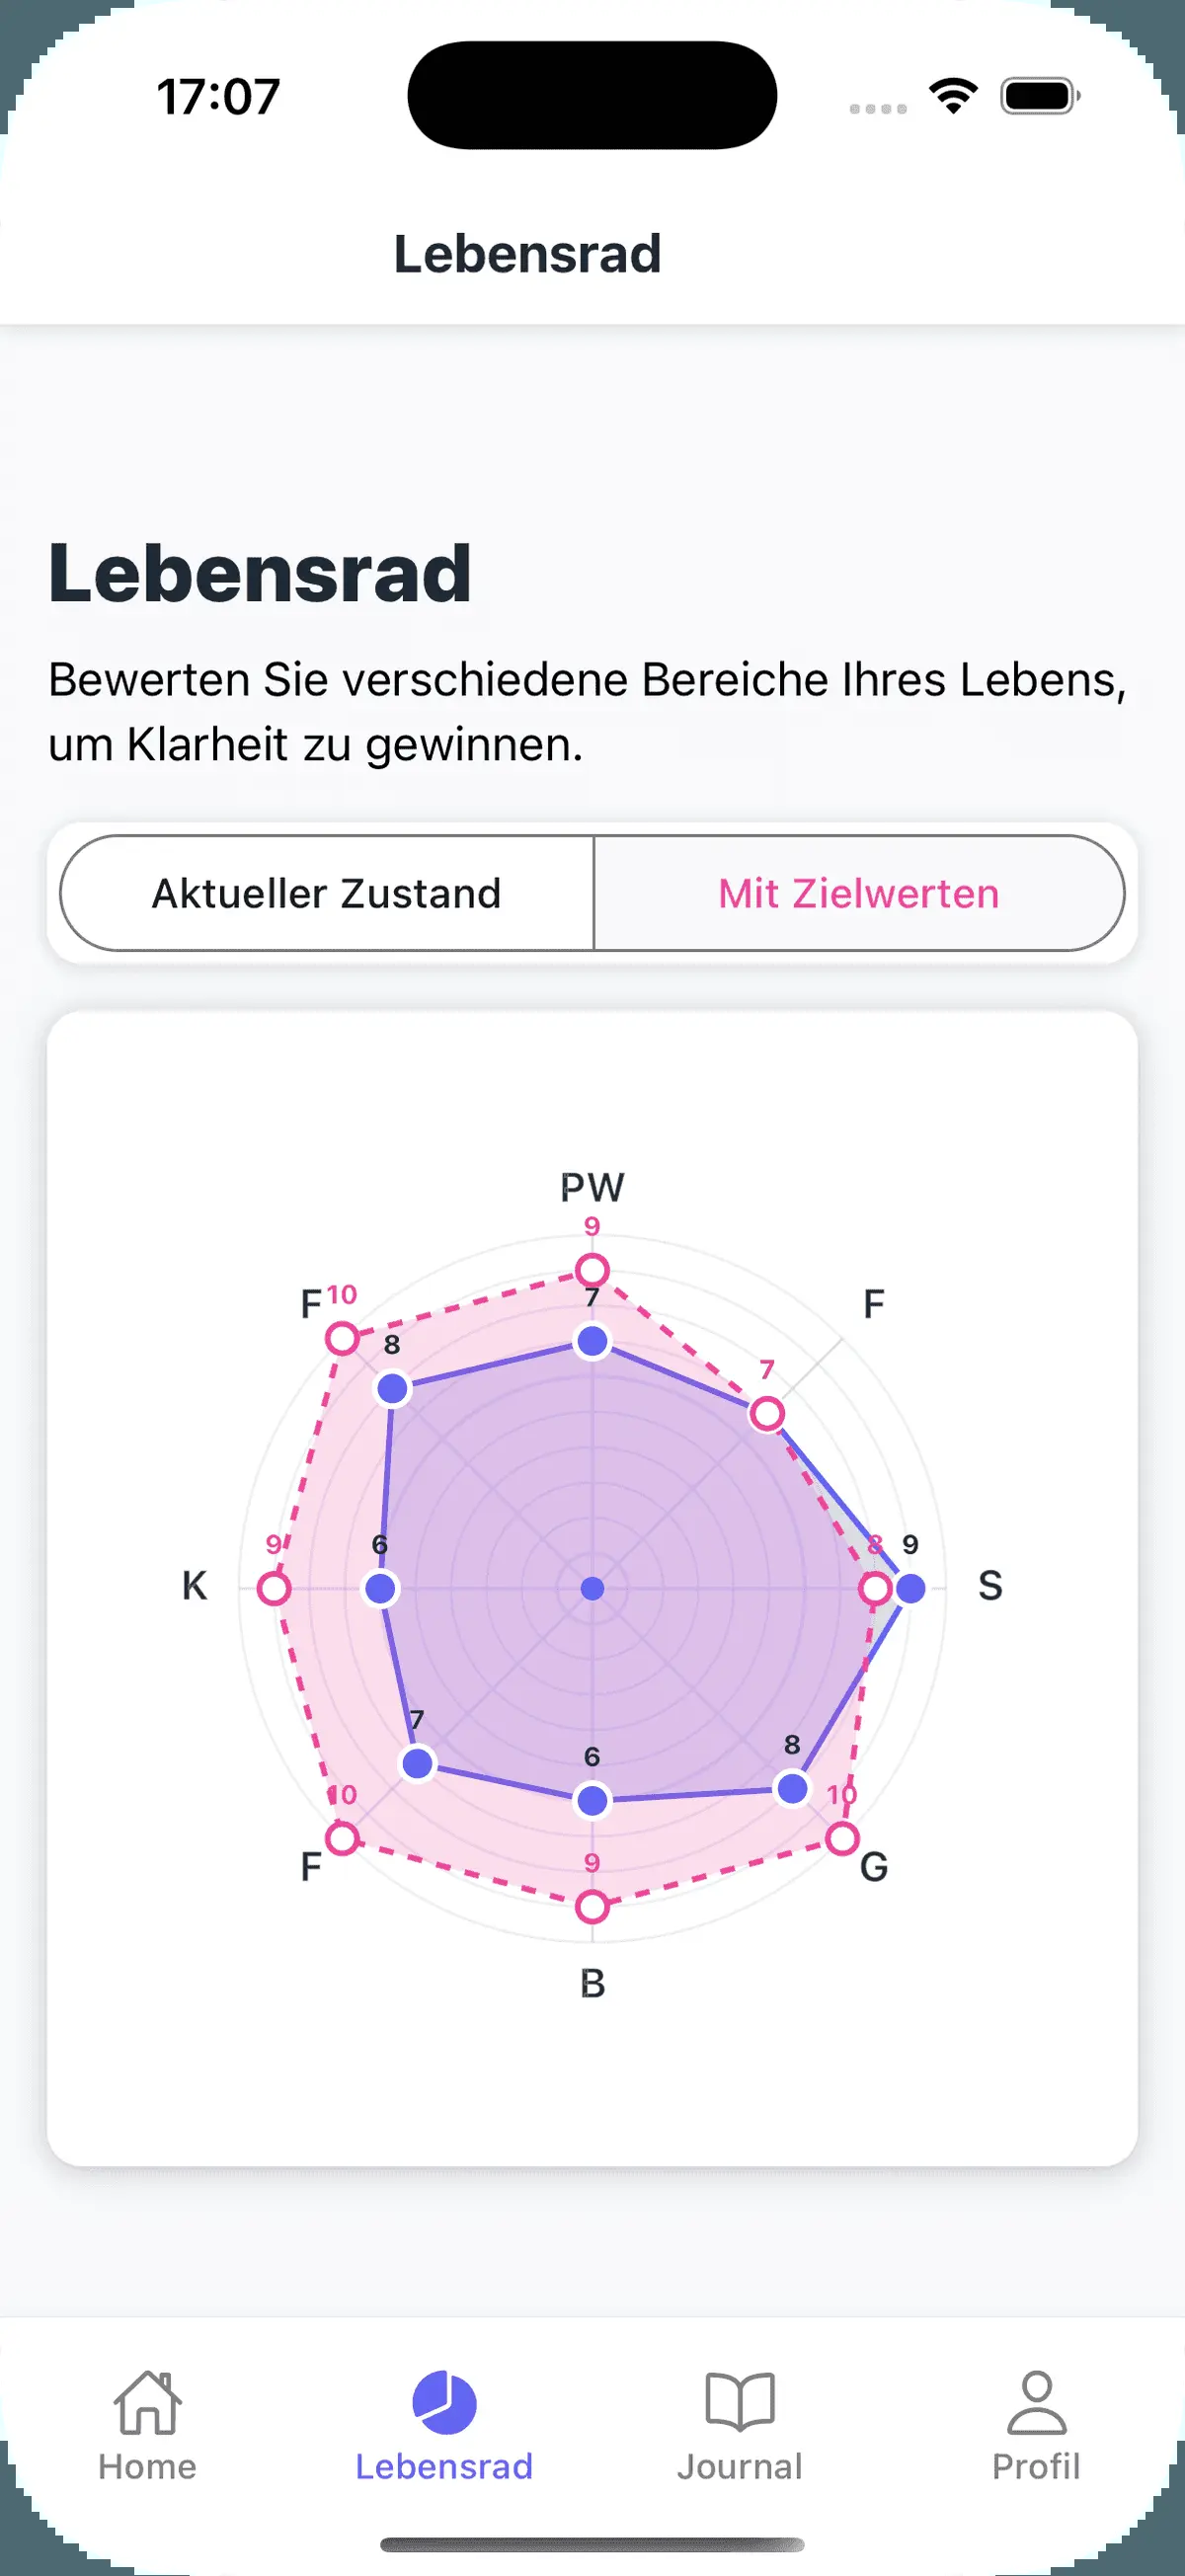 17:07
Lebensrad
Lebensrad
Bewerten Sie verschiedene Bereiche Ihres Lebens,
um Klarheit zu gewinnen.
Aktueller Zustand
Mit Zielwerten
PW
9
F 10
F
7
8
7
9 6 8 9
K
S
7
6
8
10
10
9
F
G
B
Home
Lebensrad
Journal
Profil